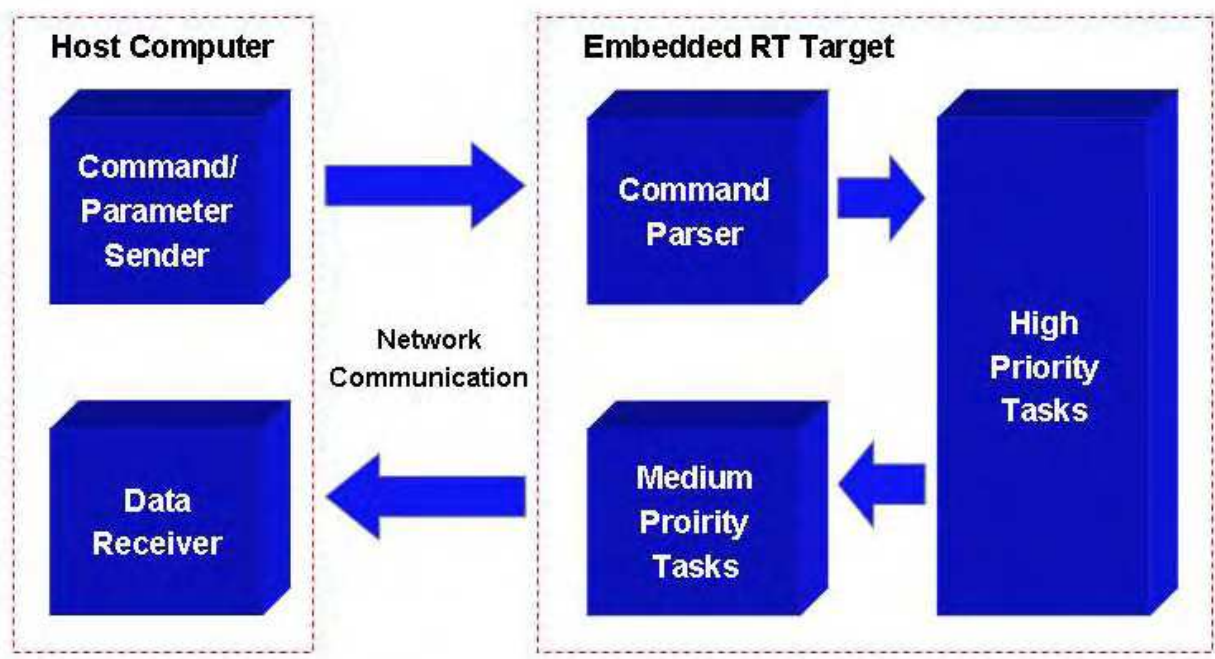 Host Computer
Embedded RT Target
Command/
Parameter
Sender
Command
Parser
High
Priority
Tasks
Network
Communication
Data
Receiver
Medium
Proirity
Tasks